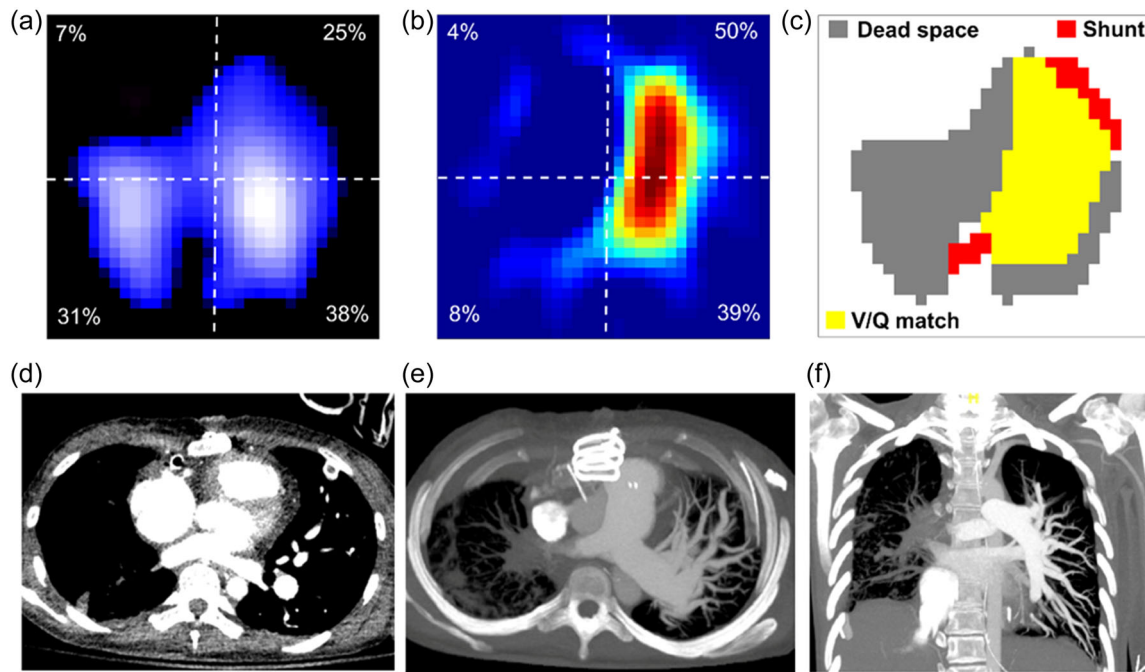 (a)
7%
25%
31%
38%
(b)
4%
50%
8%
39%
(c)
Dead space
Shunt
V/Q match
(d)
(e)
(f)
H